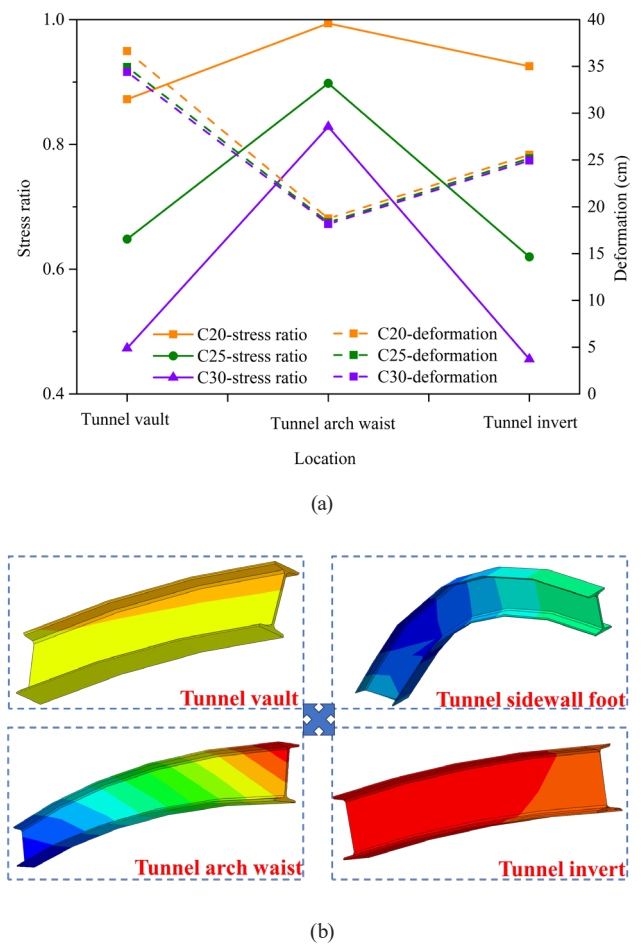 1.0
0.8
0.6
0.4
Stress ratio
40
35
30
25
20
15
10
5
0
Deformation (cm)
C20-stress ratio
C25-stress ratio
C30-stress ratio
C20-deformation
C25-deformation
C30-deformation
Tunnel vault
Tunnel arch waist
Tunnel invert
Location
(a)
Tunnel vault
Tunnel sidewall foot
Tunnel arch waist
Tunnel invert
(b)